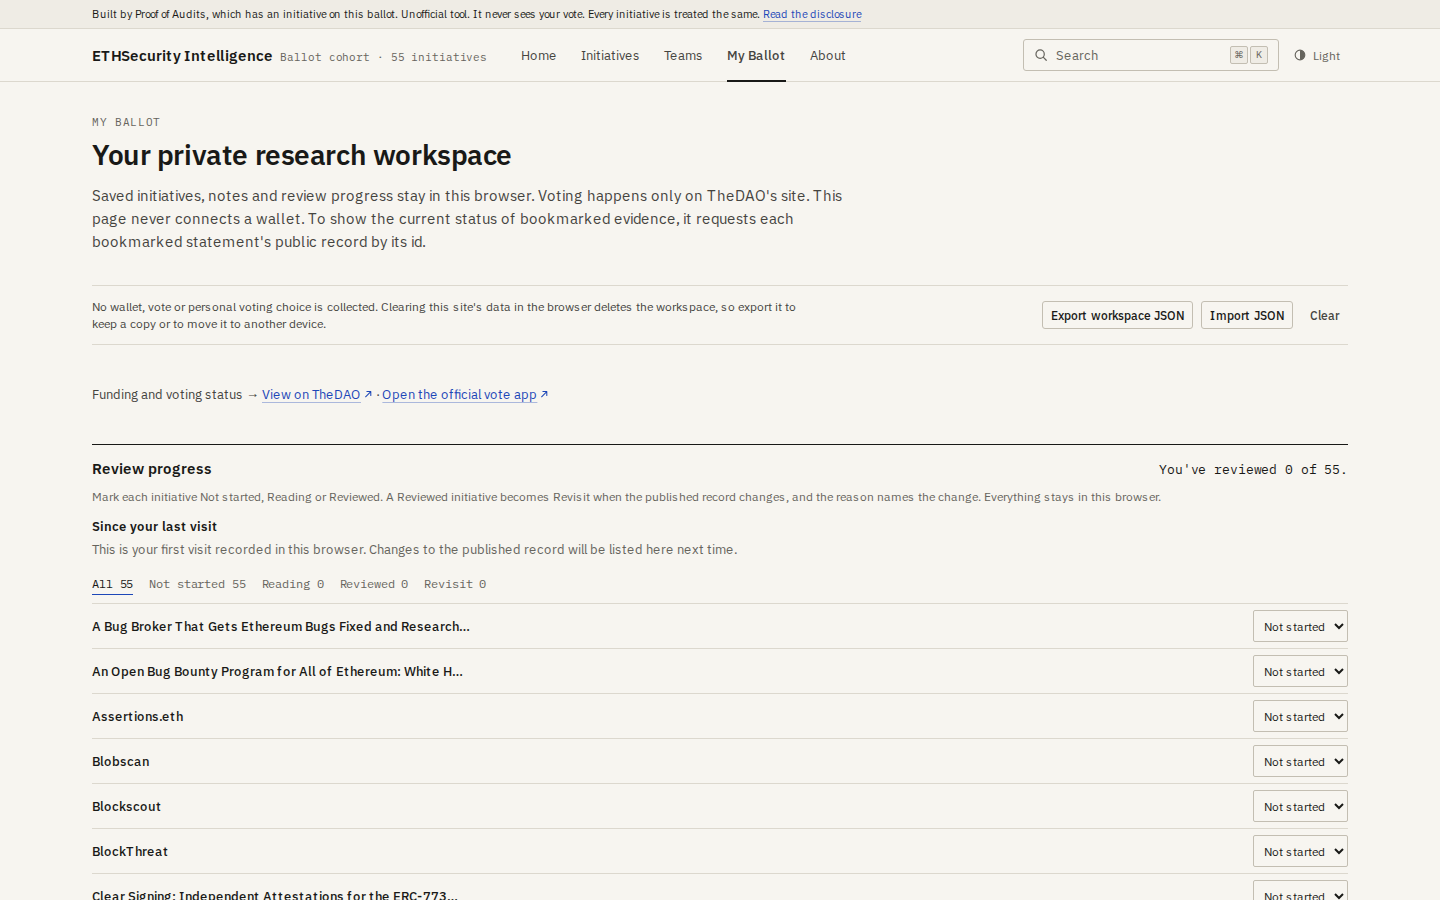 Built by Proof of Audits, which has an initiative on this ballot. Unofficial tool. It never sees your vote. Every initiative is treated the same. Read the disclosure
ETHSecurity Intelligence Ballot cohort · 55 initiatives Home Initiatives Teams My Ballot About Search ⌘ K Light
MY BALLOT
Your private research workspace
Saved initiatives, notes and review progress stay in this browser. Voting happens only on TheDAO's site. This
page never connects a wallet. To show the current status of bookmarked evidence, it requests each
bookmarked statement's public record by its id.
No wallet, vote or personal voting choice is collected. Clearing this site's data in the browser deletes the workspace, so export it to
keep a copy or to move it to another device.
Export workspace JSON Import JSON Clear
Funding and voting status → View on TheDAO ↗ · Open the official vote app ↗
Review progress You've reviewed 0 of 55.
Mark each initiative Not started, Reading or Reviewed. A Reviewed initiative becomes Revisit when the published record changes, and the reason names the change. Everything stays in this browser.
Since your last visit
This is your first visit recorded in this browser. Changes to the published record will be listed here next time.
All 55 Not started 55 Reading 0 Reviewed 0 Revisit 0
A Bug Broker That Gets Ethereum Bugs Fixed and Research... Not started
An Open Bug Bounty Program for All of Ethereum: White H... Not started
Assertions.eth Not started
Blobscan Not started
Blockscout Not started
BlockThreat Not started
Clear Signing: Independent Attestations for the ERC-773... Not started